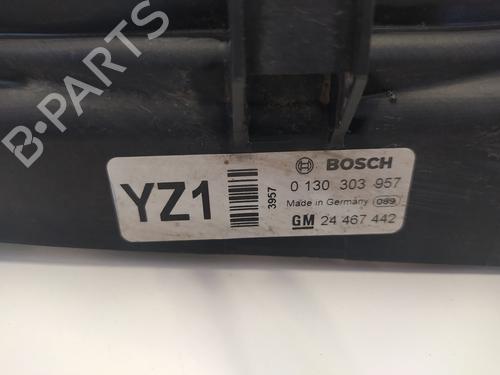 B-PARTS
YZ1
3957
BOSCH
0 130 303 957
Made in Germany 089
GM 24 467 442